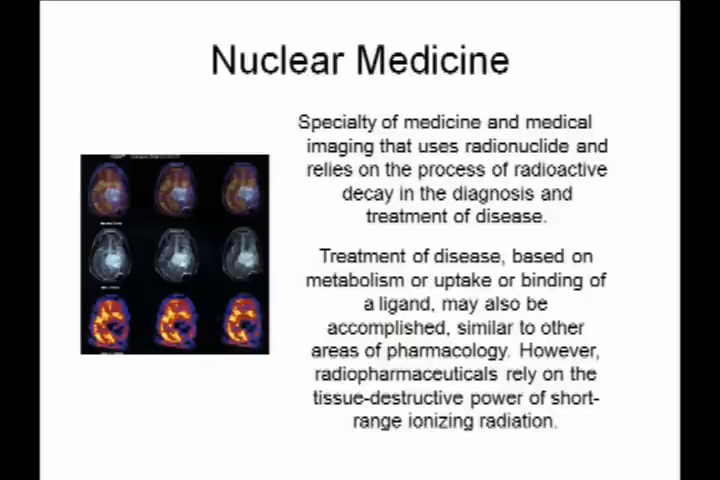 Nuclear Medicine
Specialty of medicine and medical
imaging that uses radionuclide and
relies on the process of radioactive
decay in the diagnosis and
treatment of disease.
Treatment of disease, based on
metabolism or uptake or binding of
a ligand, may also be
accomplished, similar to other
areas of pharmacology. However,
radiopharmaceuticals rely on the
tissue-destructive power of short-
range ionizing radiation.